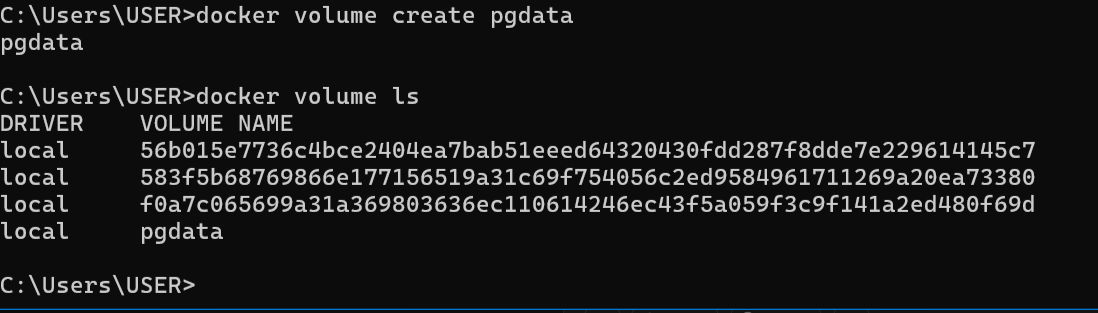 C:\Users\USER>docker volume create pgdata
pgdata
C:\Users\USER>docker volume ls
DRIVER    VOLUME NAME
local     56b015e7736c4bce2404ea7bab51eeed64320430fdd287f8dde7e229614145c7
local     583f5b68769866e177156519a31c69f754056c2ed9584961711269a20ea73380
local     f0a7c065699a31a369803636ec110614246ec43f5a059f3c9f141a2ed480f69d
local     pgdata
C:\Users\USER>